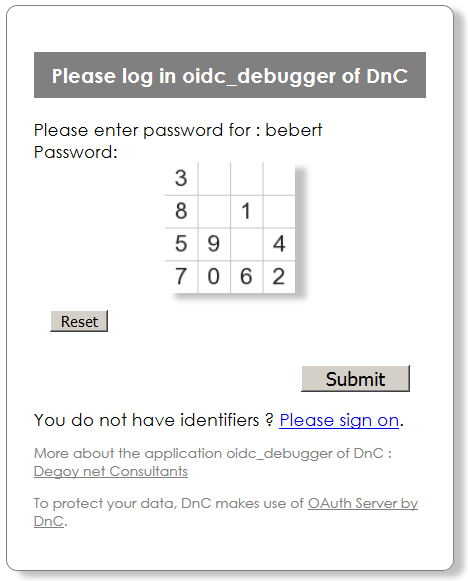 Please log in oidc_debugger of DnC
Please enter password for : bebert
Password:
3
8 1
5 9 4
7 0 6 2
Reset
Submit
You do not have identifiers ? Please sign on.
More about the application oidc_debugger of DnC :
Degoy net Consultants
To protect your data, DnC makes use of OAuth Server by
DnC.